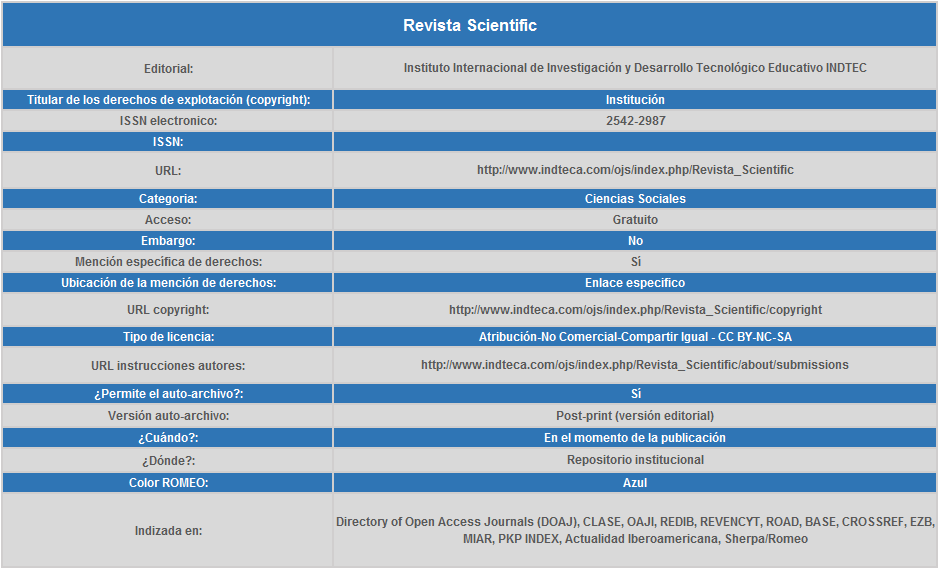 Revista Scientific
Editorial: Instituto Internacional de Investigación y Desarrollo Tecnológico Educativo INDTEC
Titular de los derechos de explotación (copyright): Institución
ISSN electronico: 2542-2987
ISSN:
URL: http://www.indteca.com/ojs/index.php/Revista_Scientific
Categoria: Ciencias Sociales
Acceso: Gratuito
Embargo: No
Mención especifica de derechos: Sì
Ubicación de la mención de derechos: Enlace especifico
URL copyright: http://www.indteca.com/ojs/index.php/Revista_Scientific/copyright
Tipo de licencia: Atribución-No Comercial-Compartir Igual - CC BY-NC-SA
URL instrucciones autores: http://www.indteca.com/ojs/index.php/Revista_Scientific/about/submissions
¿Permite el auto-archivo?: Sì
Versión auto-archivo: Post-print (versión editorial)
¿Cuándo?: En el momento de la publicación
¿Dónde?: Repositorio institucional
Color ROMEO: Azul
Indizada en: Directory of Open Access Journals (DOAJ), CLASE, OAJI, REDIB, REVENCYT, ROAD, BASE, CROSSREF, EZB,
MIAR, PKP INDEX, Actualidad Iberoamericana, Sherpa/Romeo